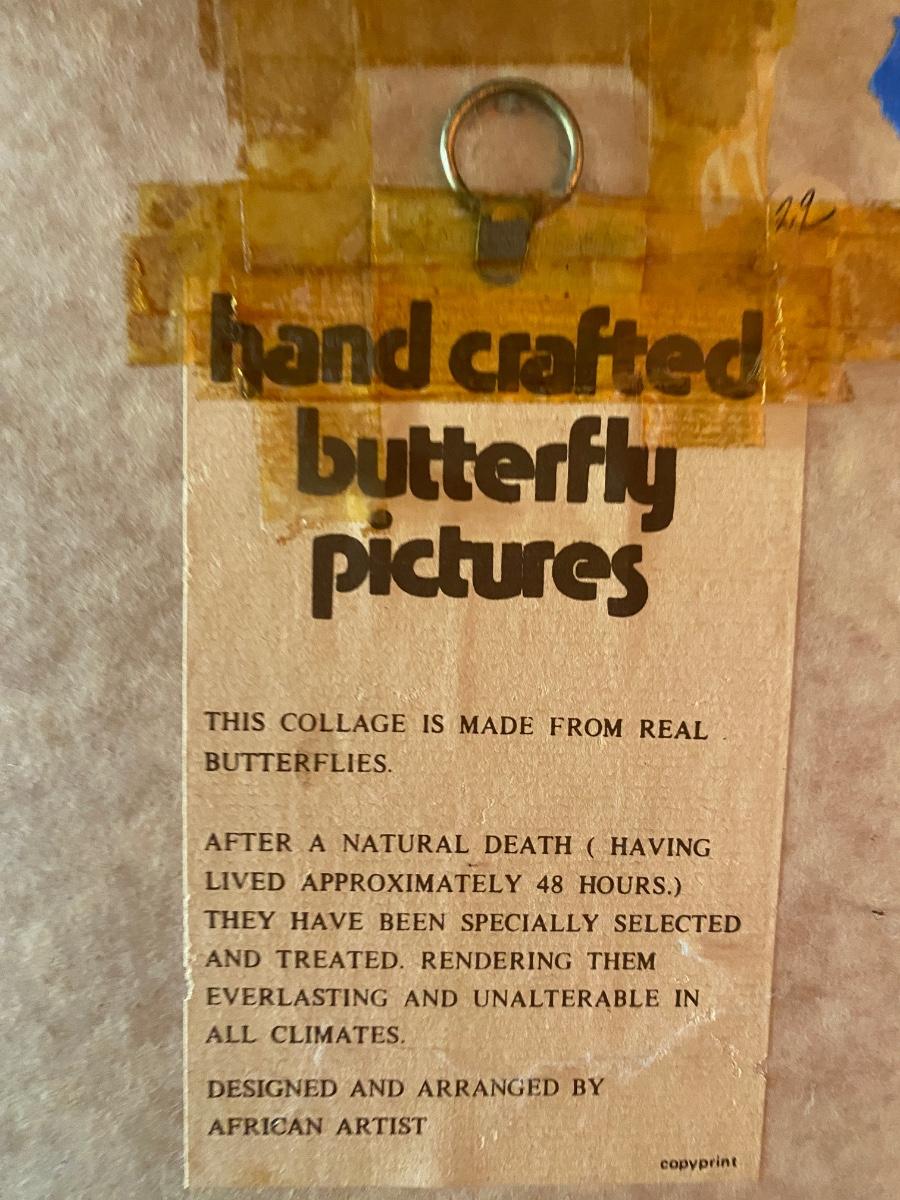 22
hand crafted
butterfly
pictures
THIS COLLAGE IS MADE FROM REAL
BUTTERFLIES.
AFTER A NATURAL DEATH ( HAVING
LIVED APPROXIMATELY 48 HOURS.)
THEY HAVE BEEN SPECIALLY SELECTED
AND TREATED. RENDERING THEM
EVERLASTING AND UNALTERABLE IN
ALL CLIMATES.
DESIGNED AND ARRANGED BY
AFRICAN ARTIST
copyprint